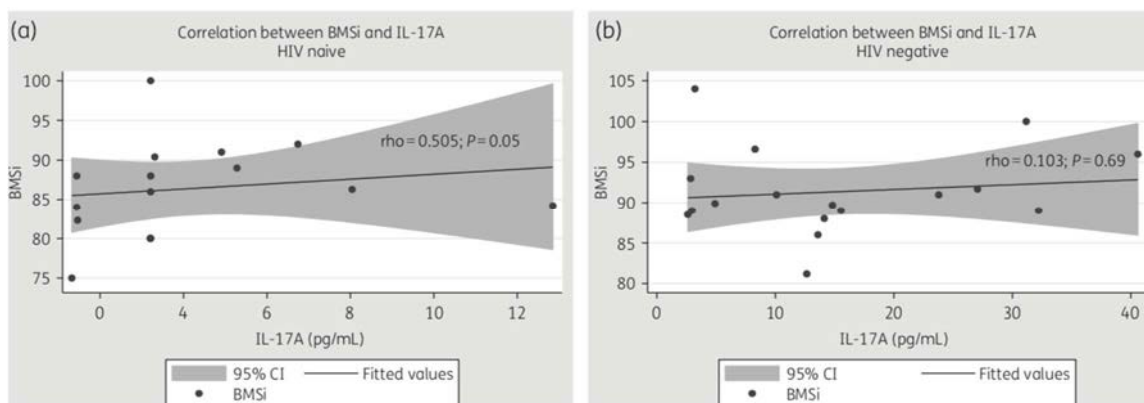 (a)
Correlation between BMSi and IL-17A
HIV naive
100
95
90
85
80
75
BMSi
rho = 0.505; P = 0.05
0 4 6 8 10 12
IL-17A (pg/mL)
95% CI Fitted values
BMSi
(b)
Correlation between BMSi and IL-17A
HIV negative
105
100
95
90
85
80
BMSi
rho = 0.103; P = 0.69
0 10 20 30 40
IL-17A (pg/mL)
95% CI Fitted values
BMSi